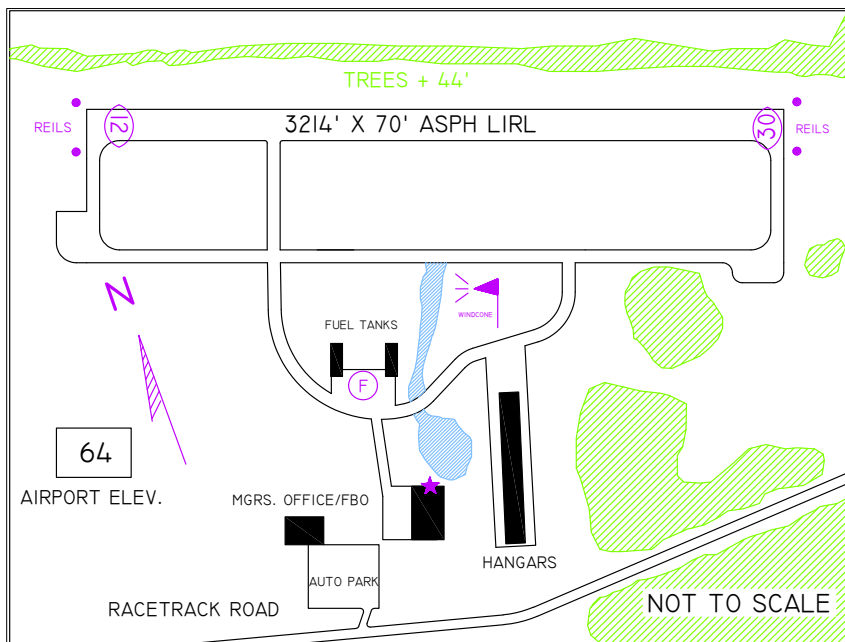 TREES + 44'
REILS
12
3214' X 70' ASPH LIRL
30
REILS
N
WINDCONE
FUEL TANKS
F
64
AIRPORT ELEV.
MGRS. OFFICE/FBO
HANGARS
AUTO PARK
RACETRACK ROAD
NOT TO SCALE